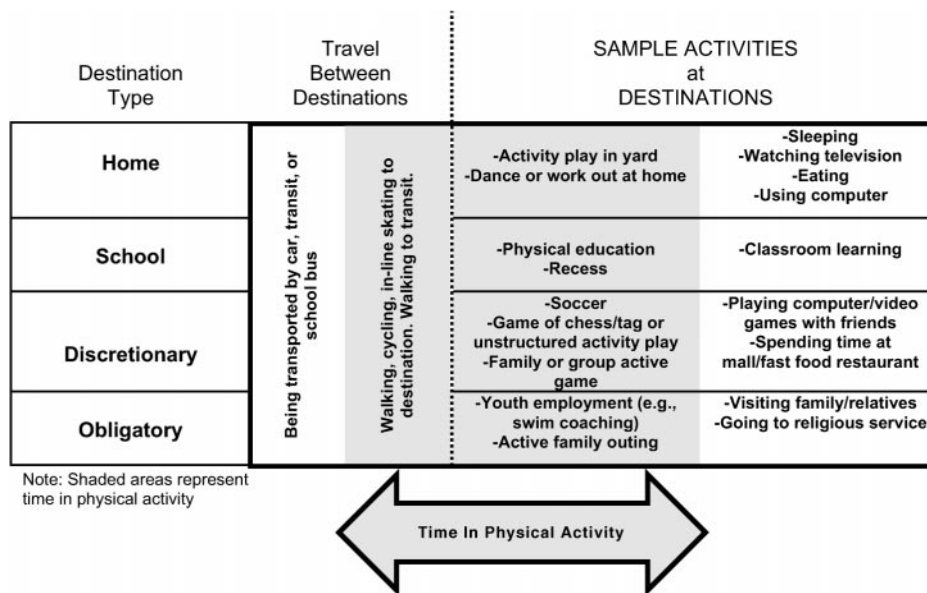 Destination
Type
Travel
Between
Destinations
SAMPLE ACTIVITIES
at
DESTINATIONS
Home
Being transported by car, transit, or
school bus
Walking, cycling, in-line skating to
destination. Walking to transit.
-Activity play in yard
-Dance or work out at home
-Sleeping
-Watching television
-Eating
-Using computer
School
-Physical education
-Recess
-Classroom learning
Discretionary
-Soccer
-Game of chess/tag or
unstructured activity play
-Family or group active
game
-Playing computer/video
games with friends
-Spending time at
mall/fast food restaurant
Obligatory
-Youth employment (e.g.,
swim coaching)
-Active family outing
-Visiting family/relatives
-Going to religious service
Note: Shaded areas represent
time in physical activity
Time In Physical Activity